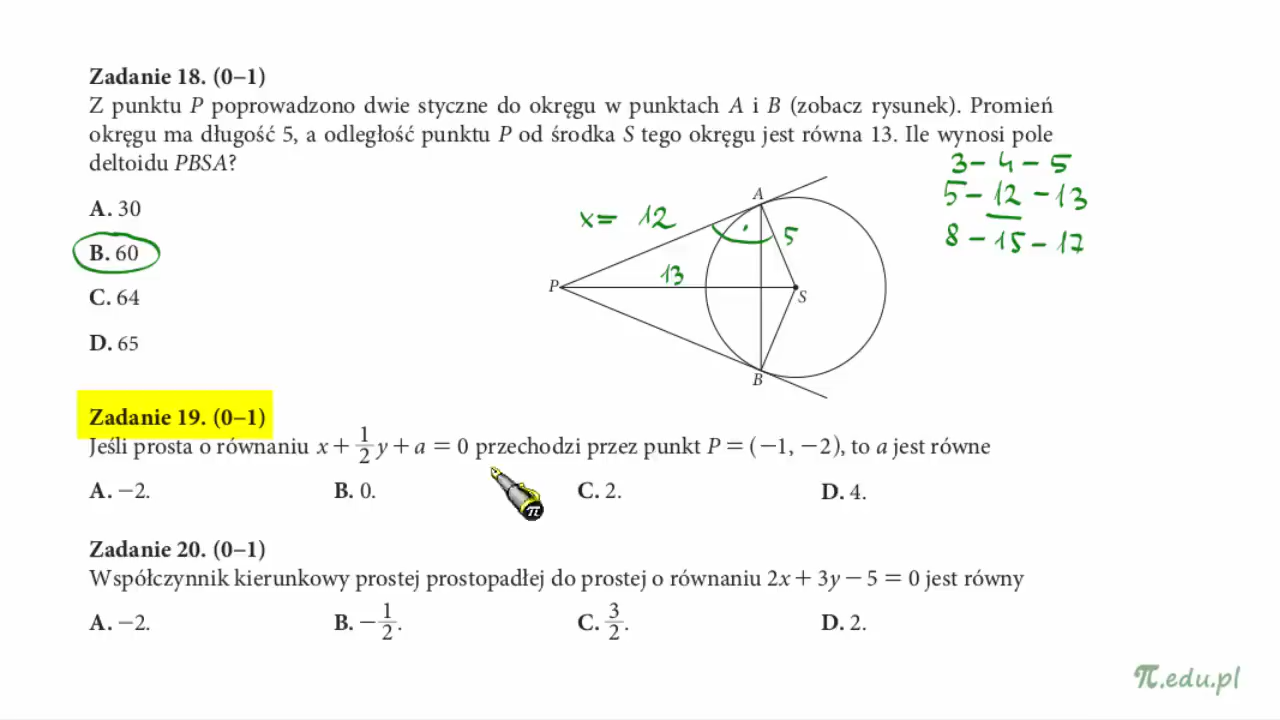 Zadanie 18. (0–1)
Z punktu P poprowadzono dwie styczne do okręgu w punktach A i B (zobacz rysunek). Promień
okręgu ma długość 5, a odległość punktu P od środka S tego okręgu jest równa 13. Ile wynosi pole
deltoidu PBSA?
3 – 4 – 5
5 – 12 – 13
8 – 15 – 17
A. 30
B. 60
C. 64
D. 65
A
x = 12
5
13
P
S
B
Zadanie 19. (0–1)
Jeśli prosta o równaniu x + 1/2 y + a = 0 przechodzi przez punkt P = (−1, −2), to a jest równe
A. −2. B. 0. C. 2. D. 4.
π
Zadanie 20. (0–1)
Współczynnik kierunkowy prostej prostopadłej do prostej o równaniu 2x + 3y − 5 = 0 jest równy
A. −2. B. −1/2. C. 3/2. D. 2.
π.edu.pl